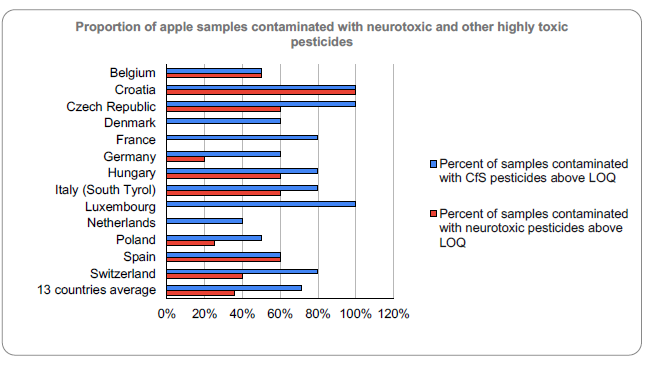 Proportion of apple samples contaminated with neurotoxic and other highly toxic
pesticides
Belgium
Croatia
Czech Republic
Denmark
France
Germany
Hungary
Italy (South Tyrol)
Luxembourg
Netherlands
Poland
Spain
Switzerland
13 countries average
0% 20% 40% 60% 80% 100% 120%
Percent of samples contaminated
with CfS pesticides above LOQ
Percent of samples contaminated
with neurotoxic pesticides above
LOQ